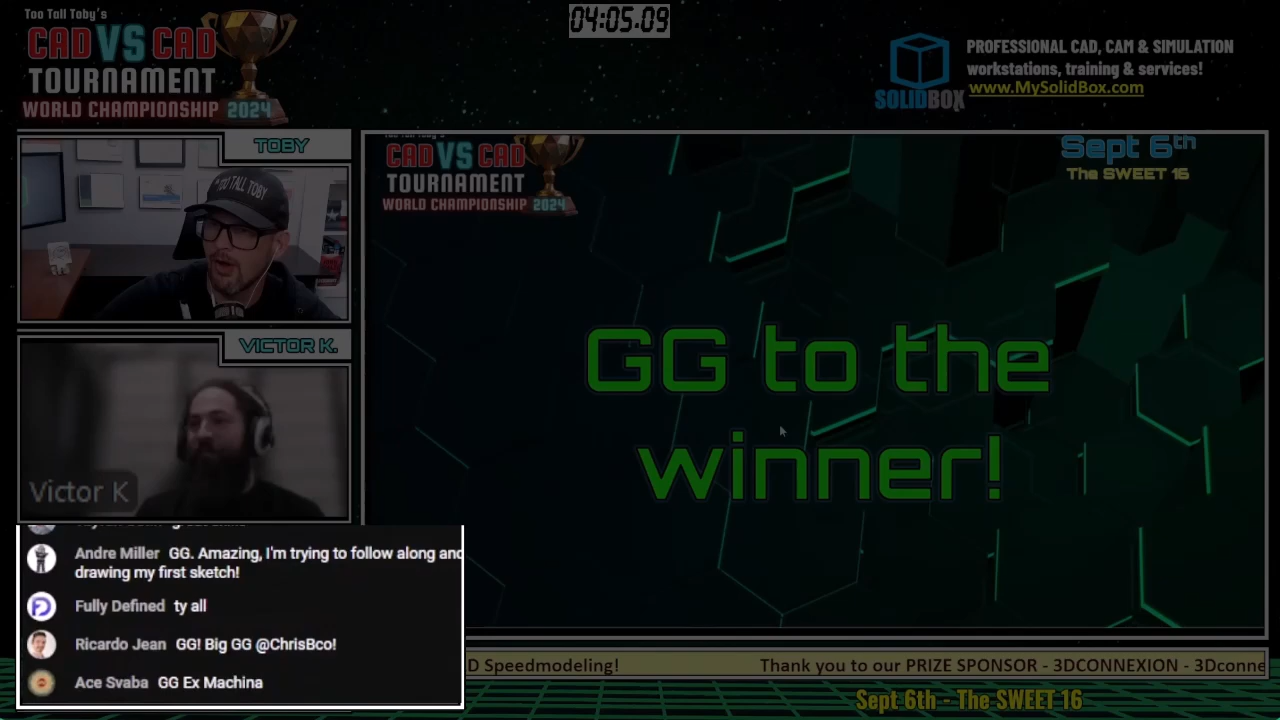 Too Tall Toby's
CAD VS CAD
TOURNAMENT
WORLD CHAMPIONSHIP 2024
04:05.09
SOLIDBOX
PROFESSIONAL CAD, CAM & SIMULATION
workstations, training & services!
www.MySolidBox.com
TOBY
TOO TALL TOBY
VICTOR K.
Victor K
CAD VS CAD
TOURNAMENT
WORLD CHAMPIONSHIP 2024
Sept 6th
The SWEET 16
GG to the
winner!
Andre Miller GG. Amazing, I'm trying to follow along and
drawing my first sketch!
Fully Defined ty all
Ricardo Jean GG! Big GG @ChrisBco!
Ace Svaba GG Ex Machina
D Speedmodeling! Thank you to our PRIZE SPONSOR - 3DCONNEXION - 3Dconne
Sept 6th - The SWEET 16